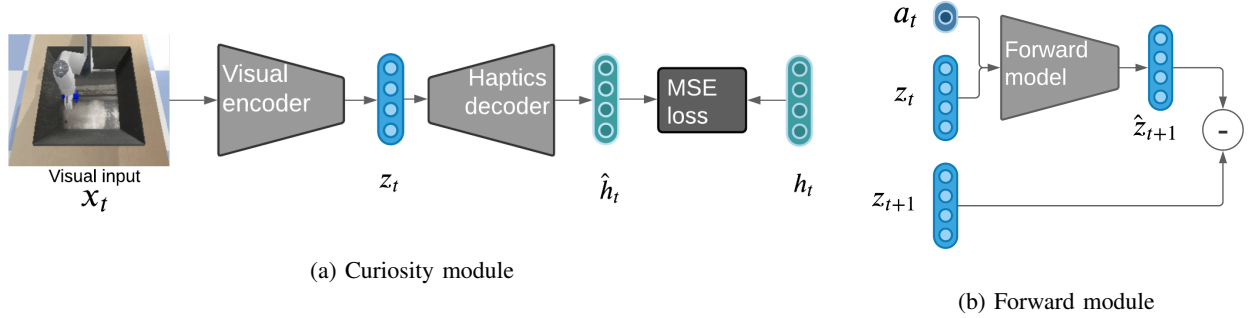 Visual input
x_t
Visual
encoder
z_t
Haptics
decoder
ĥ_t
MSE
loss
h_t
(a) Curiosity module
a_t
z_t
Forward
model
ẑ_{t+1}
-
z_{t+1}
(b) Forward module